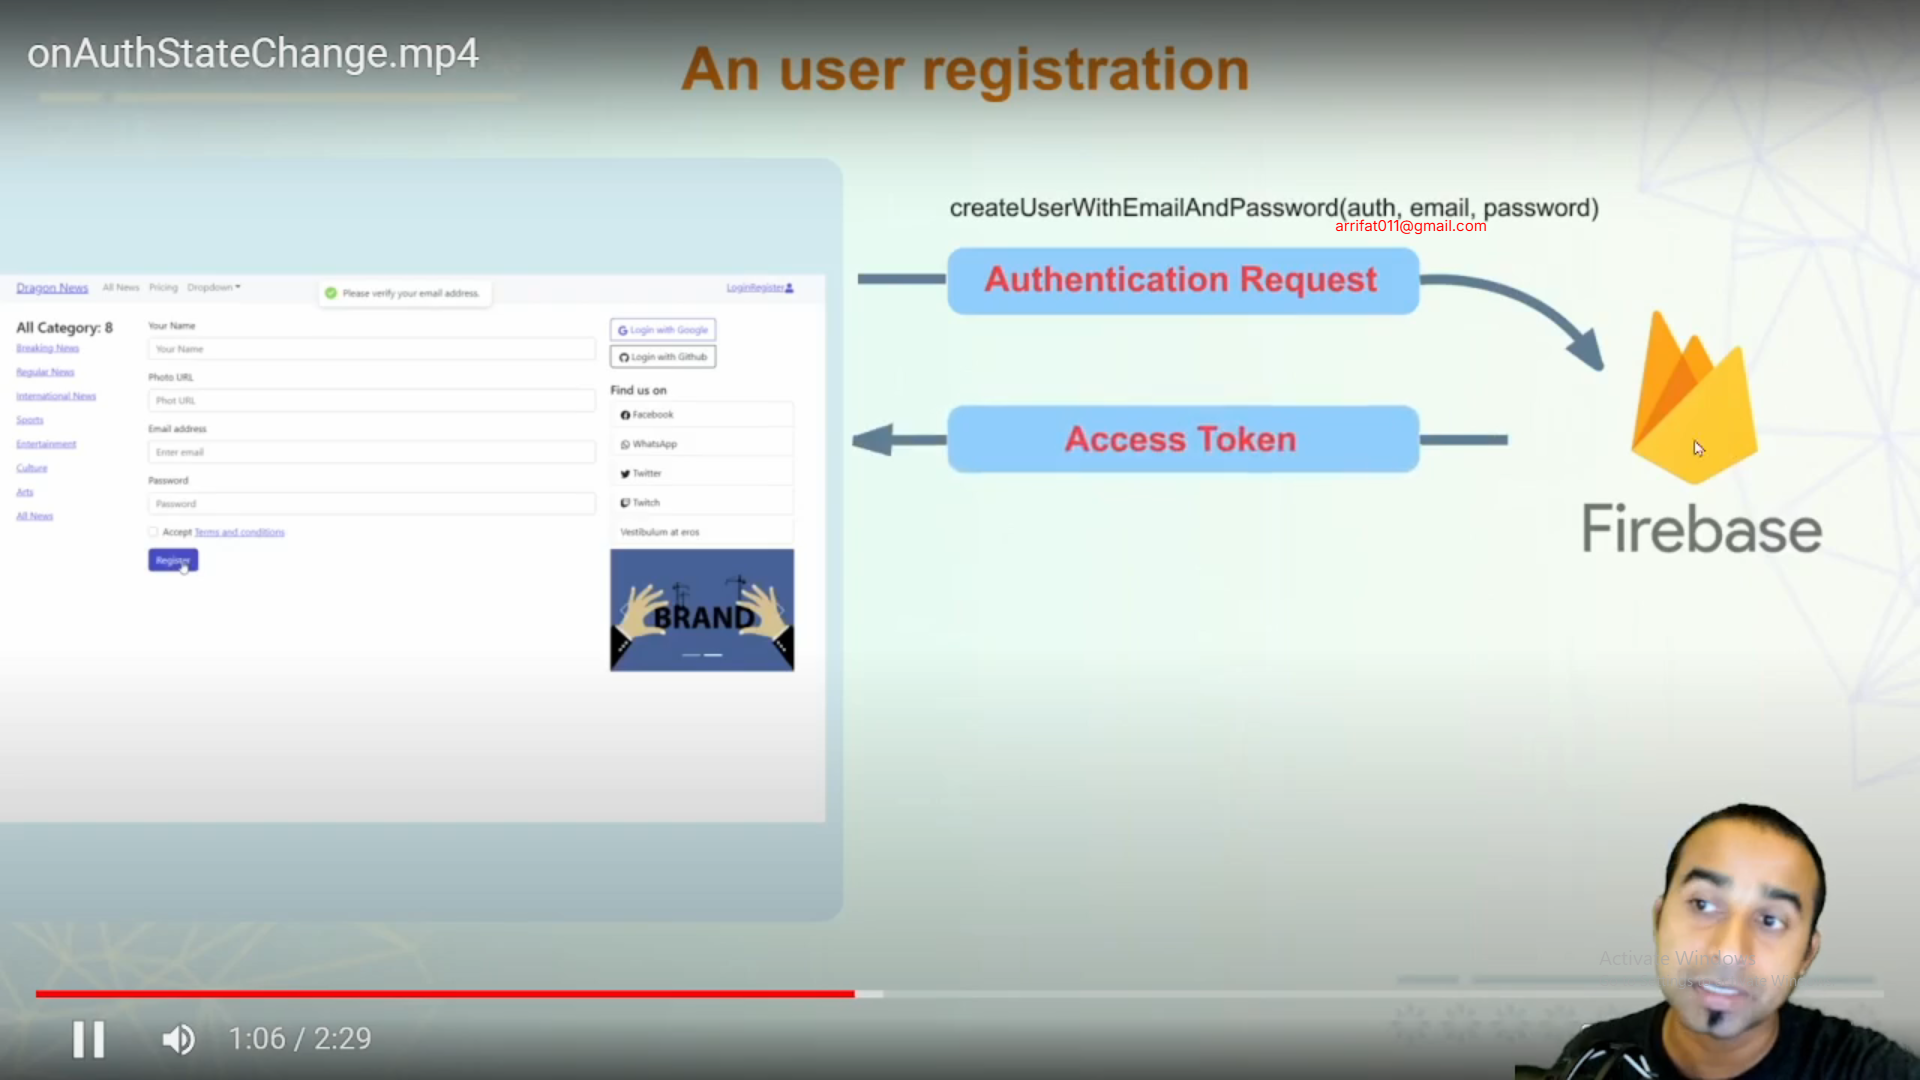 onAuthStateChange.mp4
An user registration
createUserWithEmailAndPassword(auth, email, password)
arrifat011@gmail.com
Authentication Request
Access Token
Firebase
Dragon News All News Pricing Dropdown
Please verify your email address.
LoginRegister
All Category: 8
Breaking News
Regular News
International News
Sports
Entertainment
Culture
Arts
All News
Your Name
Your Name
Photo URL
Phot URL
Email address
Enter email
Password
Password
Accept Terms and conditions
Register
Login with Google
Login with Github
Find us on
Facebook
WhatsApp
Twitter
Twitch
Vestibulum at eros
BRAND
Activate Windows
1:06 / 2:29